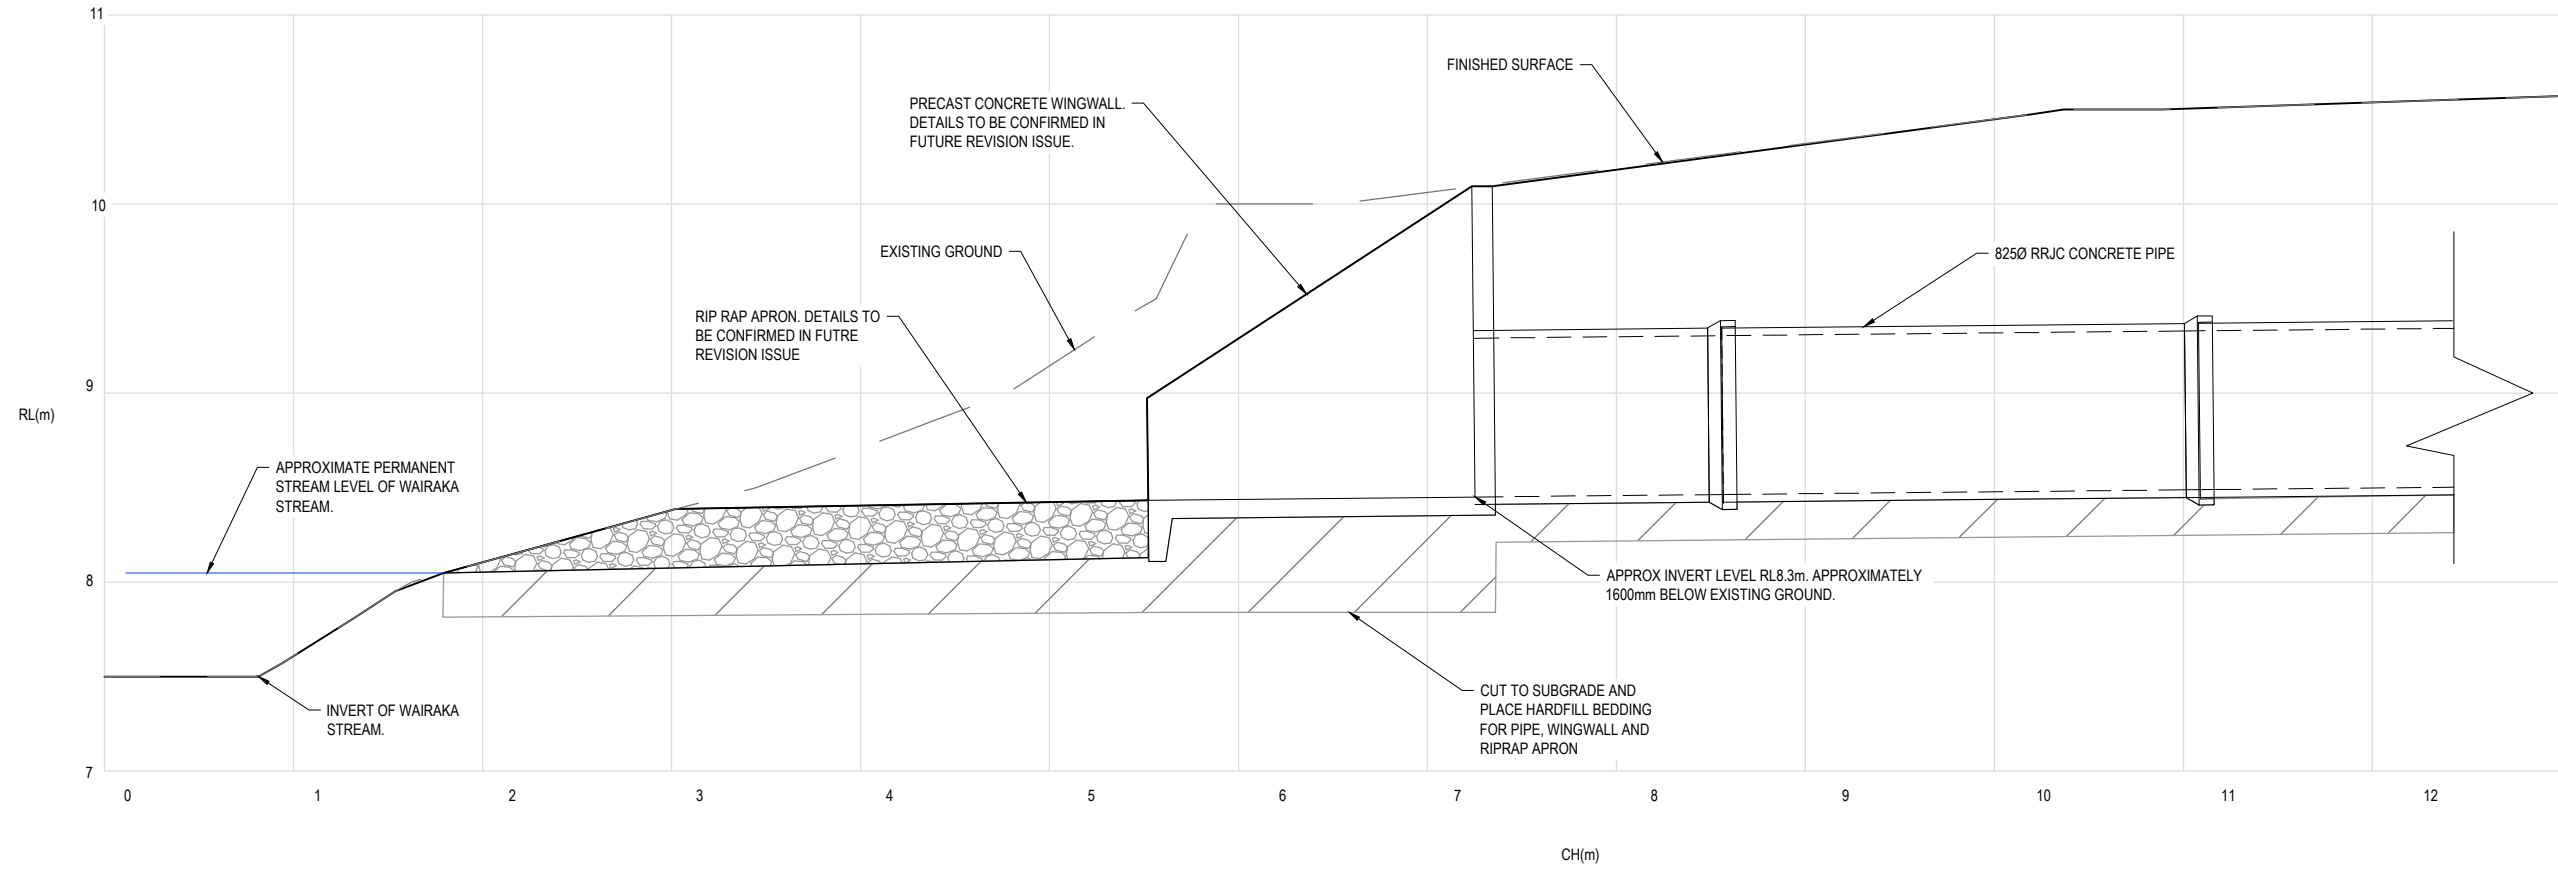 11
FINISHED SURFACE
PRECAST CONCRETE WINGWALL.
DETAILS TO BE CONFIRMED IN
FUTURE REVISION ISSUE.
10
EXISTING GROUND
825Ø RRJC CONCRETE PIPE
RIP RAP APRON. DETAILS TO
BE CONFIRMED IN FUTRE
REVISION ISSUE
9
RL(m)
APPROXIMATE PERMANENT
STREAM LEVEL OF WAIRAKA
STREAM.
8
APPROX INVERT LEVEL RL8.3m. APPROXIMATELY
1600mm BELOW EXISTING GROUND.
INVERT OF WAIRAKA
STREAM.
CUT TO SUBGRADE AND
PLACE HARDFILL BEDDING
FOR PIPE, WINGWALL AND
RIPRAP APRON
7
0 1 2 3 4 5 6 7 8 9 10 11 12
CH(m)